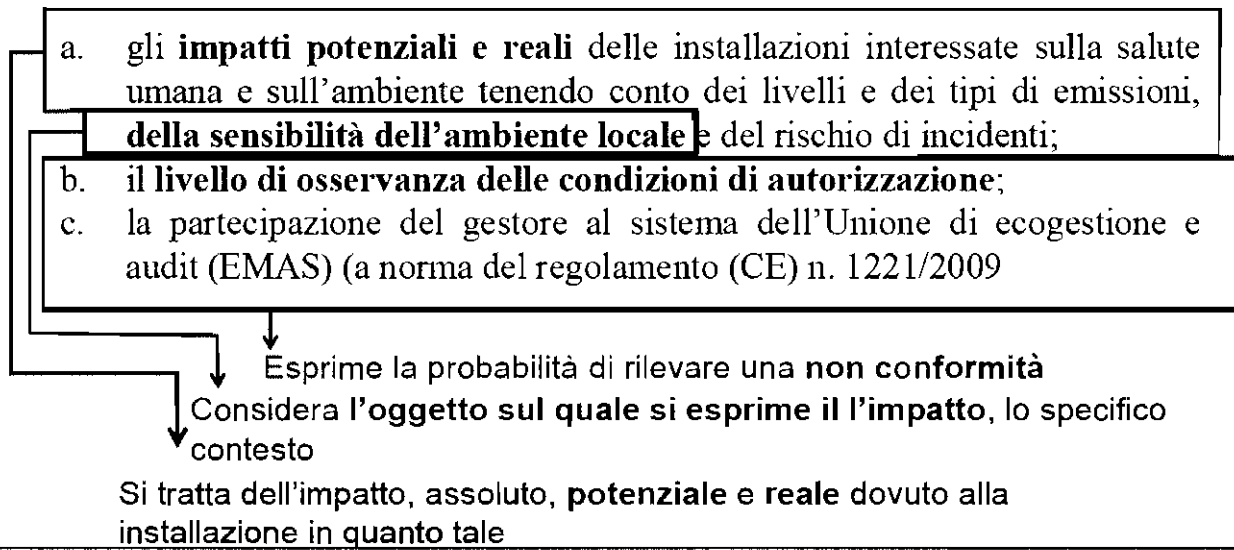 a. gli impatti potenziali e reali delle installazioni interessate sulla salute
umana e sull'ambiente tenendo conto dei livelli e dei tipi di emissioni,
della sensibilità dell'ambiente locale e del rischio di incidenti;
b. il livello di osservanza delle condizioni di autorizzazione;
c. la partecipazione del gestore al sistema dell'Unione di ecogestione e
audit (EMAS) (a norma del regolamento (CE) n. 1221/2009
Esprime la probabilità di rilevare una non conformità
Considera l'oggetto sul quale si esprime il l'impatto, lo specifico
contesto
Si tratta dell'impatto, assoluto, potenziale e reale dovuto alla
installazione in quanto tale